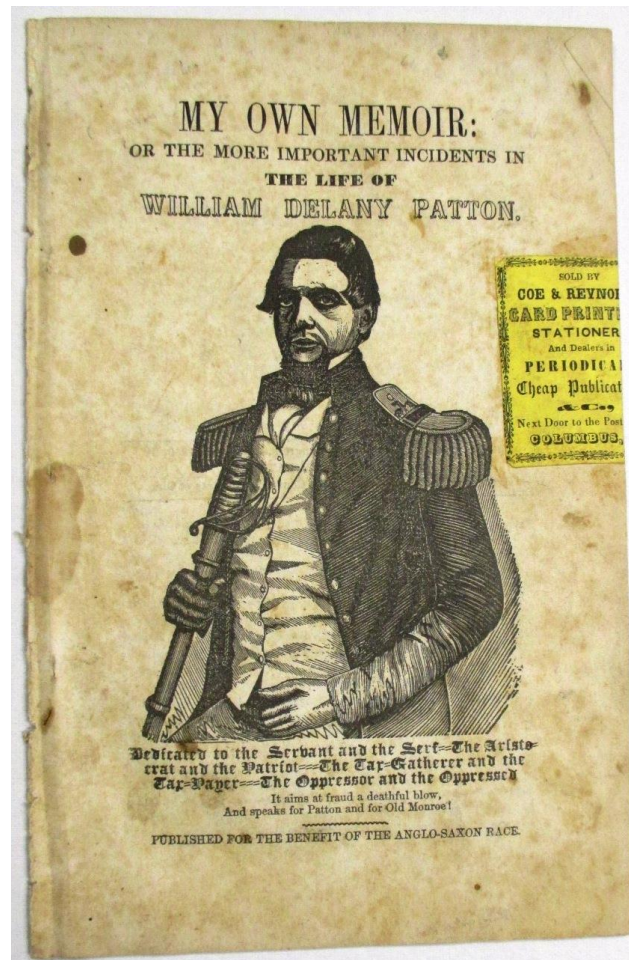 MY OWN MEMOIR:
OR THE MORE IMPORTANT INCIDENTS IN
THE LIFE OF
WILLIAM DELANY PATTON.
SOLD BY
COE & REYNOL
CARD PRINT
STATIONER
And Dealers in
PERIODICAL
Cheap Publicat
&C.,
Next Door to the Post
COLUMBUS,
Dedicated to the Servant and the Serf=The Aristo=
crat and the Patriot==The Tax=Gatherer and the
Tax=Payer==The Oppressor and the Oppressed
It aims at fraud a deathful blow,
And speaks for Patton and for Old Monroe!
PUBLISHED FOR THE BENEFIT OF THE ANGLO-SAXON RACE.